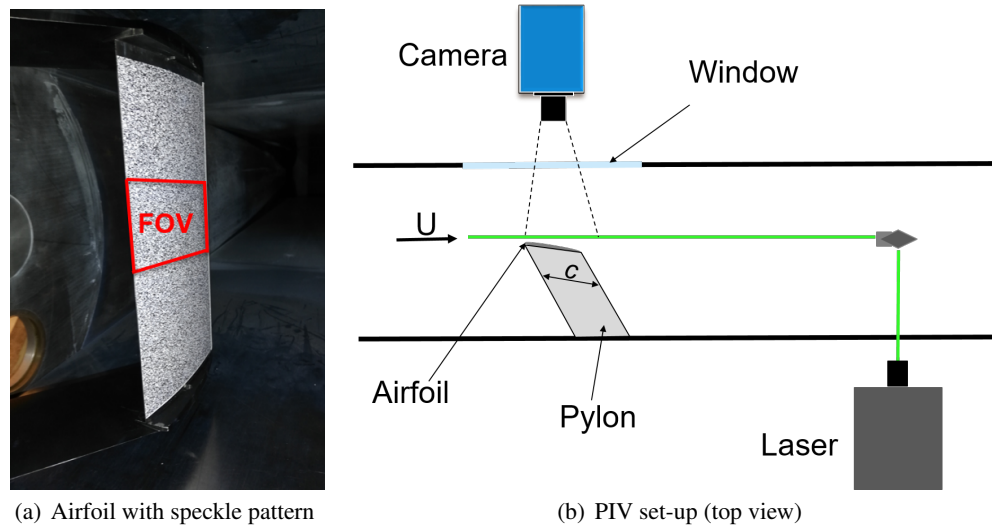 FOV
Camera
Window
U
c
Airfoil
Pylon
Laser
(a) Airfoil with speckle pattern
(b) PIV set-up (top view)